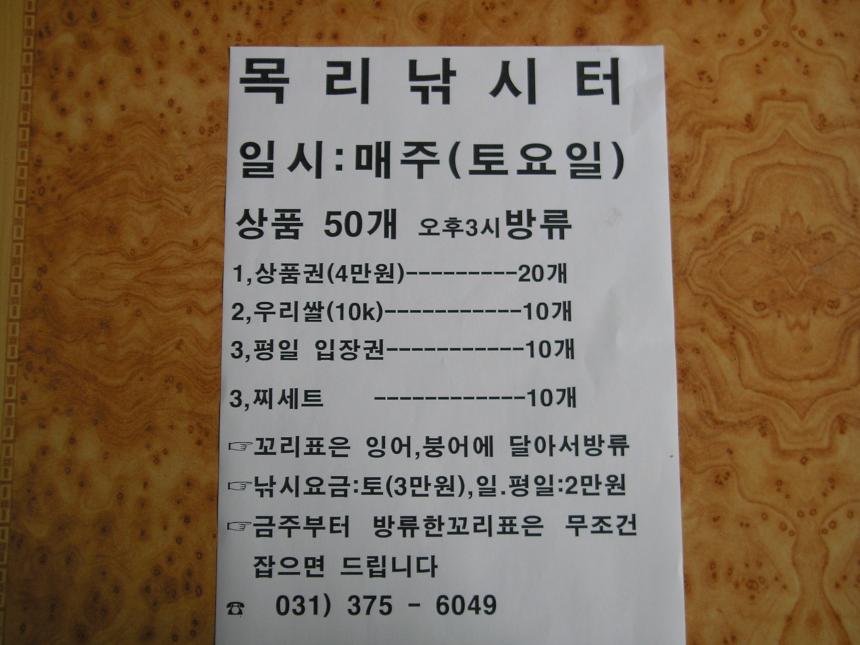 목 리 낚 시 터
일시:매주(토요일)
상품 50개 오후3시방류
1,상품권(4만원)---------20개
2,우리쌀(10k)-----------10개
3,평일 입장권-----------10개
3,찌세트 ------------10개
☞꼬리표은 잉어,붕어에 달아서방류
☞낚시요금:토(3만원),일.평일:2만원
☞금주부터 방류한꼬리표은 무조건
잡으면 드립니다
☎ 031) 375 - 6049